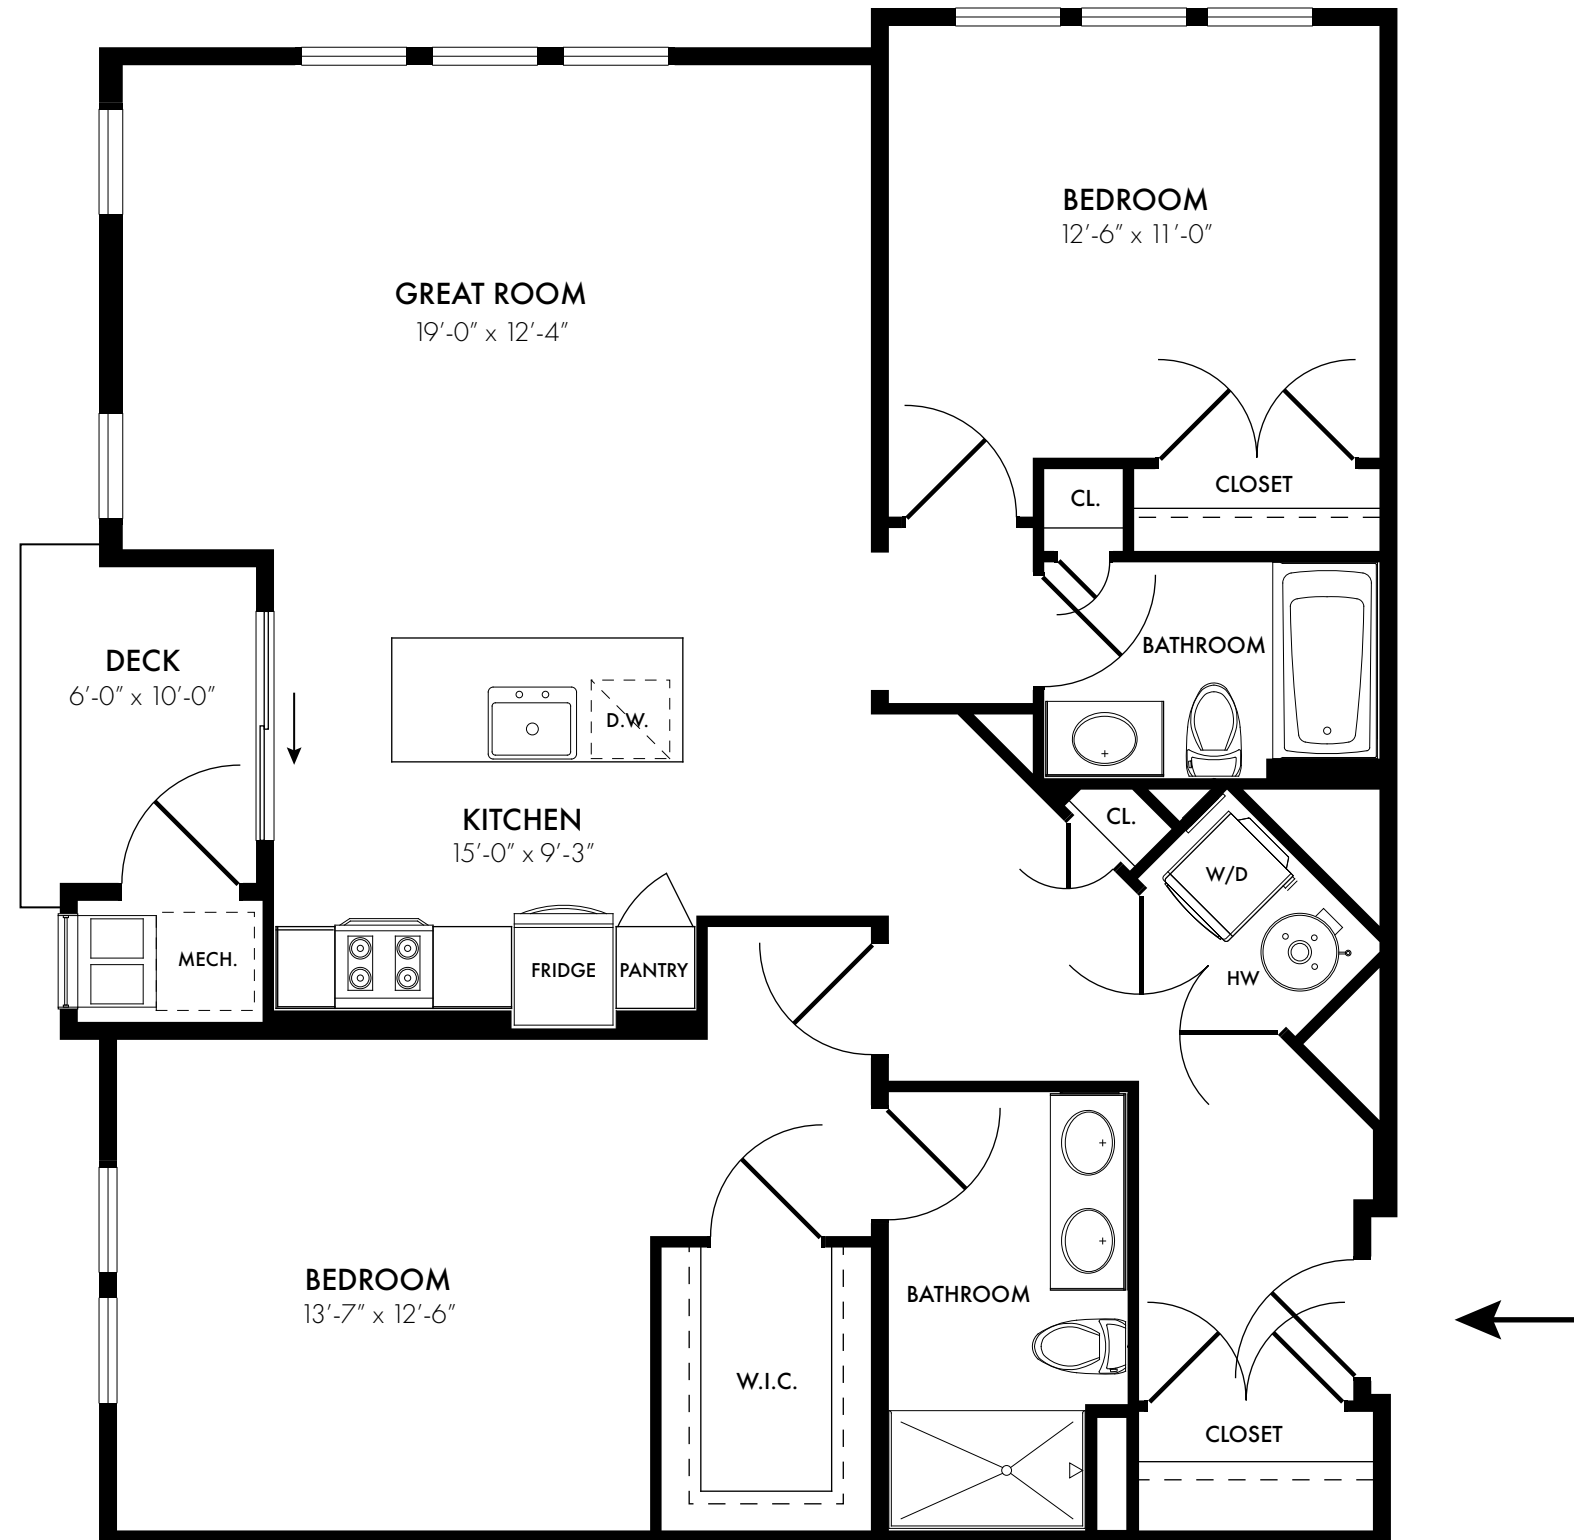 BEDROOM
12'-6" x 11'-0"
GREAT ROOM
19'-0" x 12'-4"
CLOSET
CL.
BATHROOM
DECK
6'-0" x 10'-0"
D.W.
KITCHEN
15'-0" x 9'-3"
CL.
W/D
MECH.
FRIDGE
PANTRY
HW
BEDROOM
13'-7" x 12'-6"
BATHROOM
W.I.C.
CLOSET